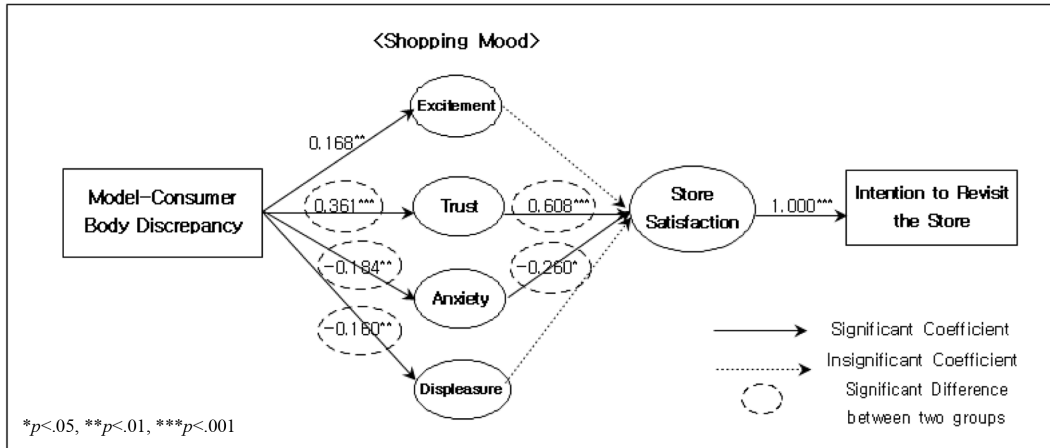 <Shopping Mood>
Excitement
0.168**
Model-Consumer
Body Discrepancy
0.361***
Trust
0.608***
Store
Satisfaction
1.000***
Intention to Revisit
the Store
-0.184**
Anxiety
-0.260*
-0.160**
Displeasure
Significant Coefficient
Insignificant Coefficient
Significant Difference
between two groups
*p<.05, **p<.01, ***p<.001